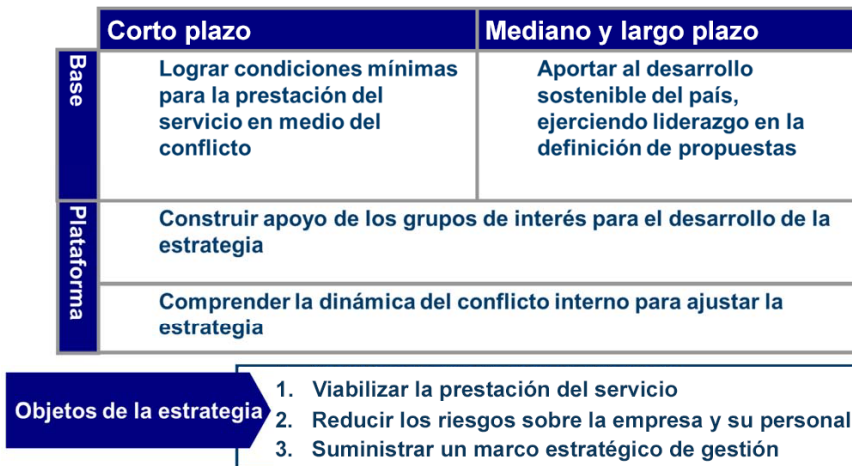 Corto plazo
Mediano y largo plazo
Base
Lograr condiciones mínimas
para la prestación del
servicio en medio del
conflicto
Aportar al desarrollo
sostenible del país,
ejerciendo liderazgo en la
definición de propuestas
Plataforma
Construir apoyo de los grupos de interés para el desarrollo de la
estrategia
Comprender la dinámica del conflicto interno para ajustar la
estrategia
Objetos de la estrategia
1. Viabilizar la prestación del servicio
2. Reducir los riesgos sobre la empresa y su personal
3. Suministrar un marco estratégico de gestión